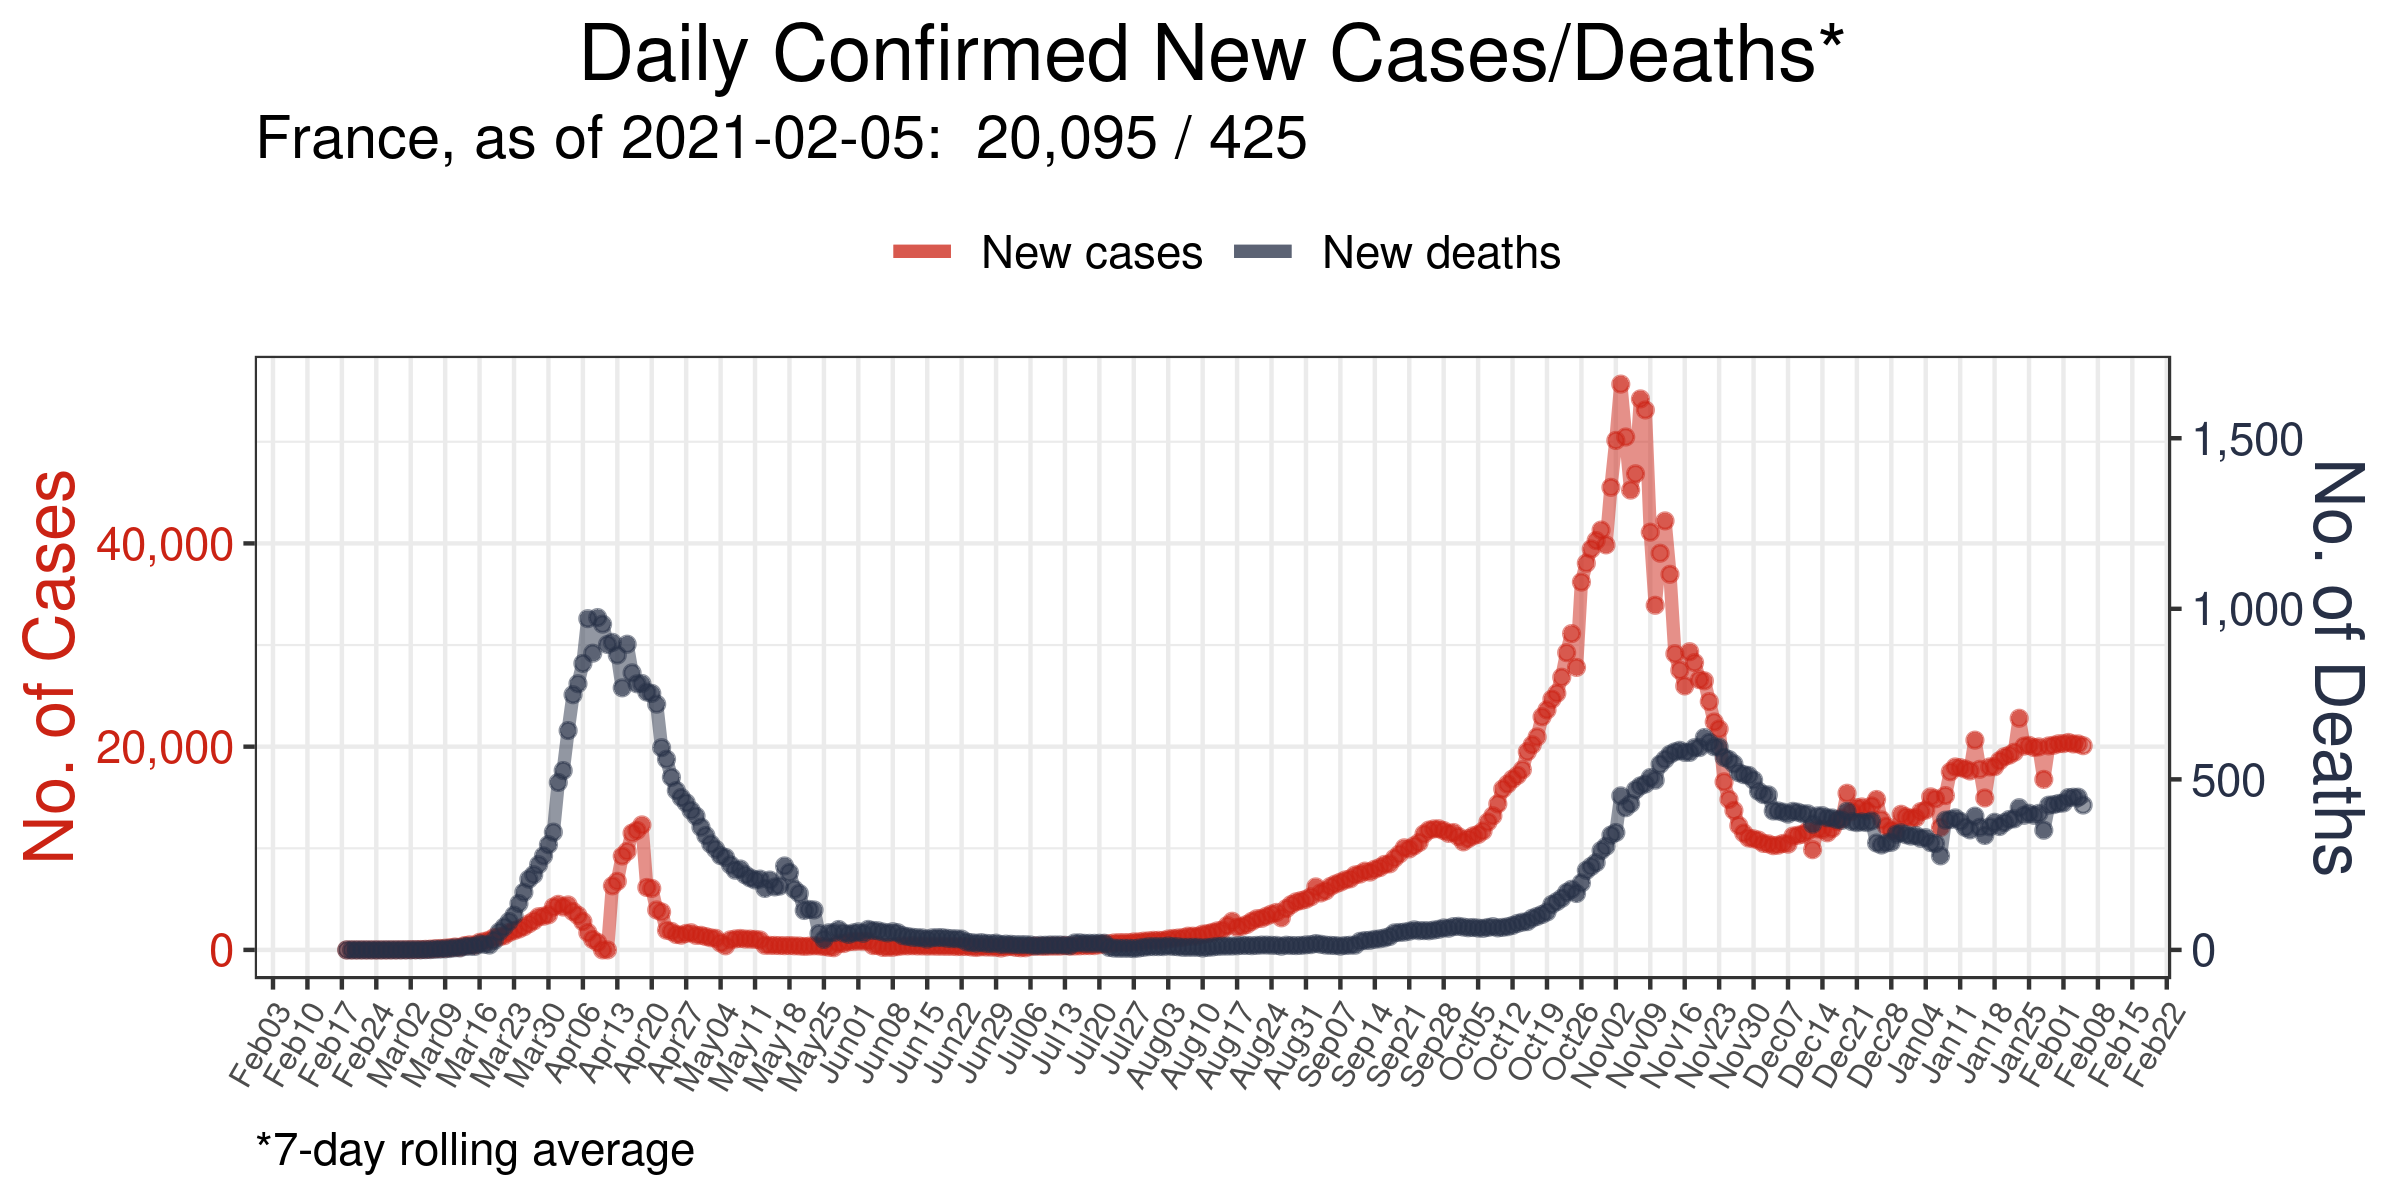 Daily Confirmed New Cases/Deaths*
France, as of 2021-02-05:  20,095 / 425
New cases
New deaths
No. of Cases
40,000
20,000
0
1,500
1,000
500
0
No. of Deaths
Feb03
Feb10
Feb17
Feb24
Mar02
Mar09
Mar16
Mar23
Mar30
Apr06
Apr13
Apr20
Apr27
May04
May11
May18
May25
Jun01
Jun08
Jun15
Jun22
Jun29
Jul06
Jul13
Jul20
Jul27
Aug03
Aug10
Aug17
Aug24
Aug31
Sep07
Sep14
Sep21
Sep28
Oct05
Oct12
Oct19
Oct26
Nov02
Nov09
Nov16
Nov23
Nov30
Dec07
Dec14
Dec21
Dec28
Jan04
Jan11
Jan18
Jan25
Feb01
Feb08
Feb15
Feb22
*7-day rolling average